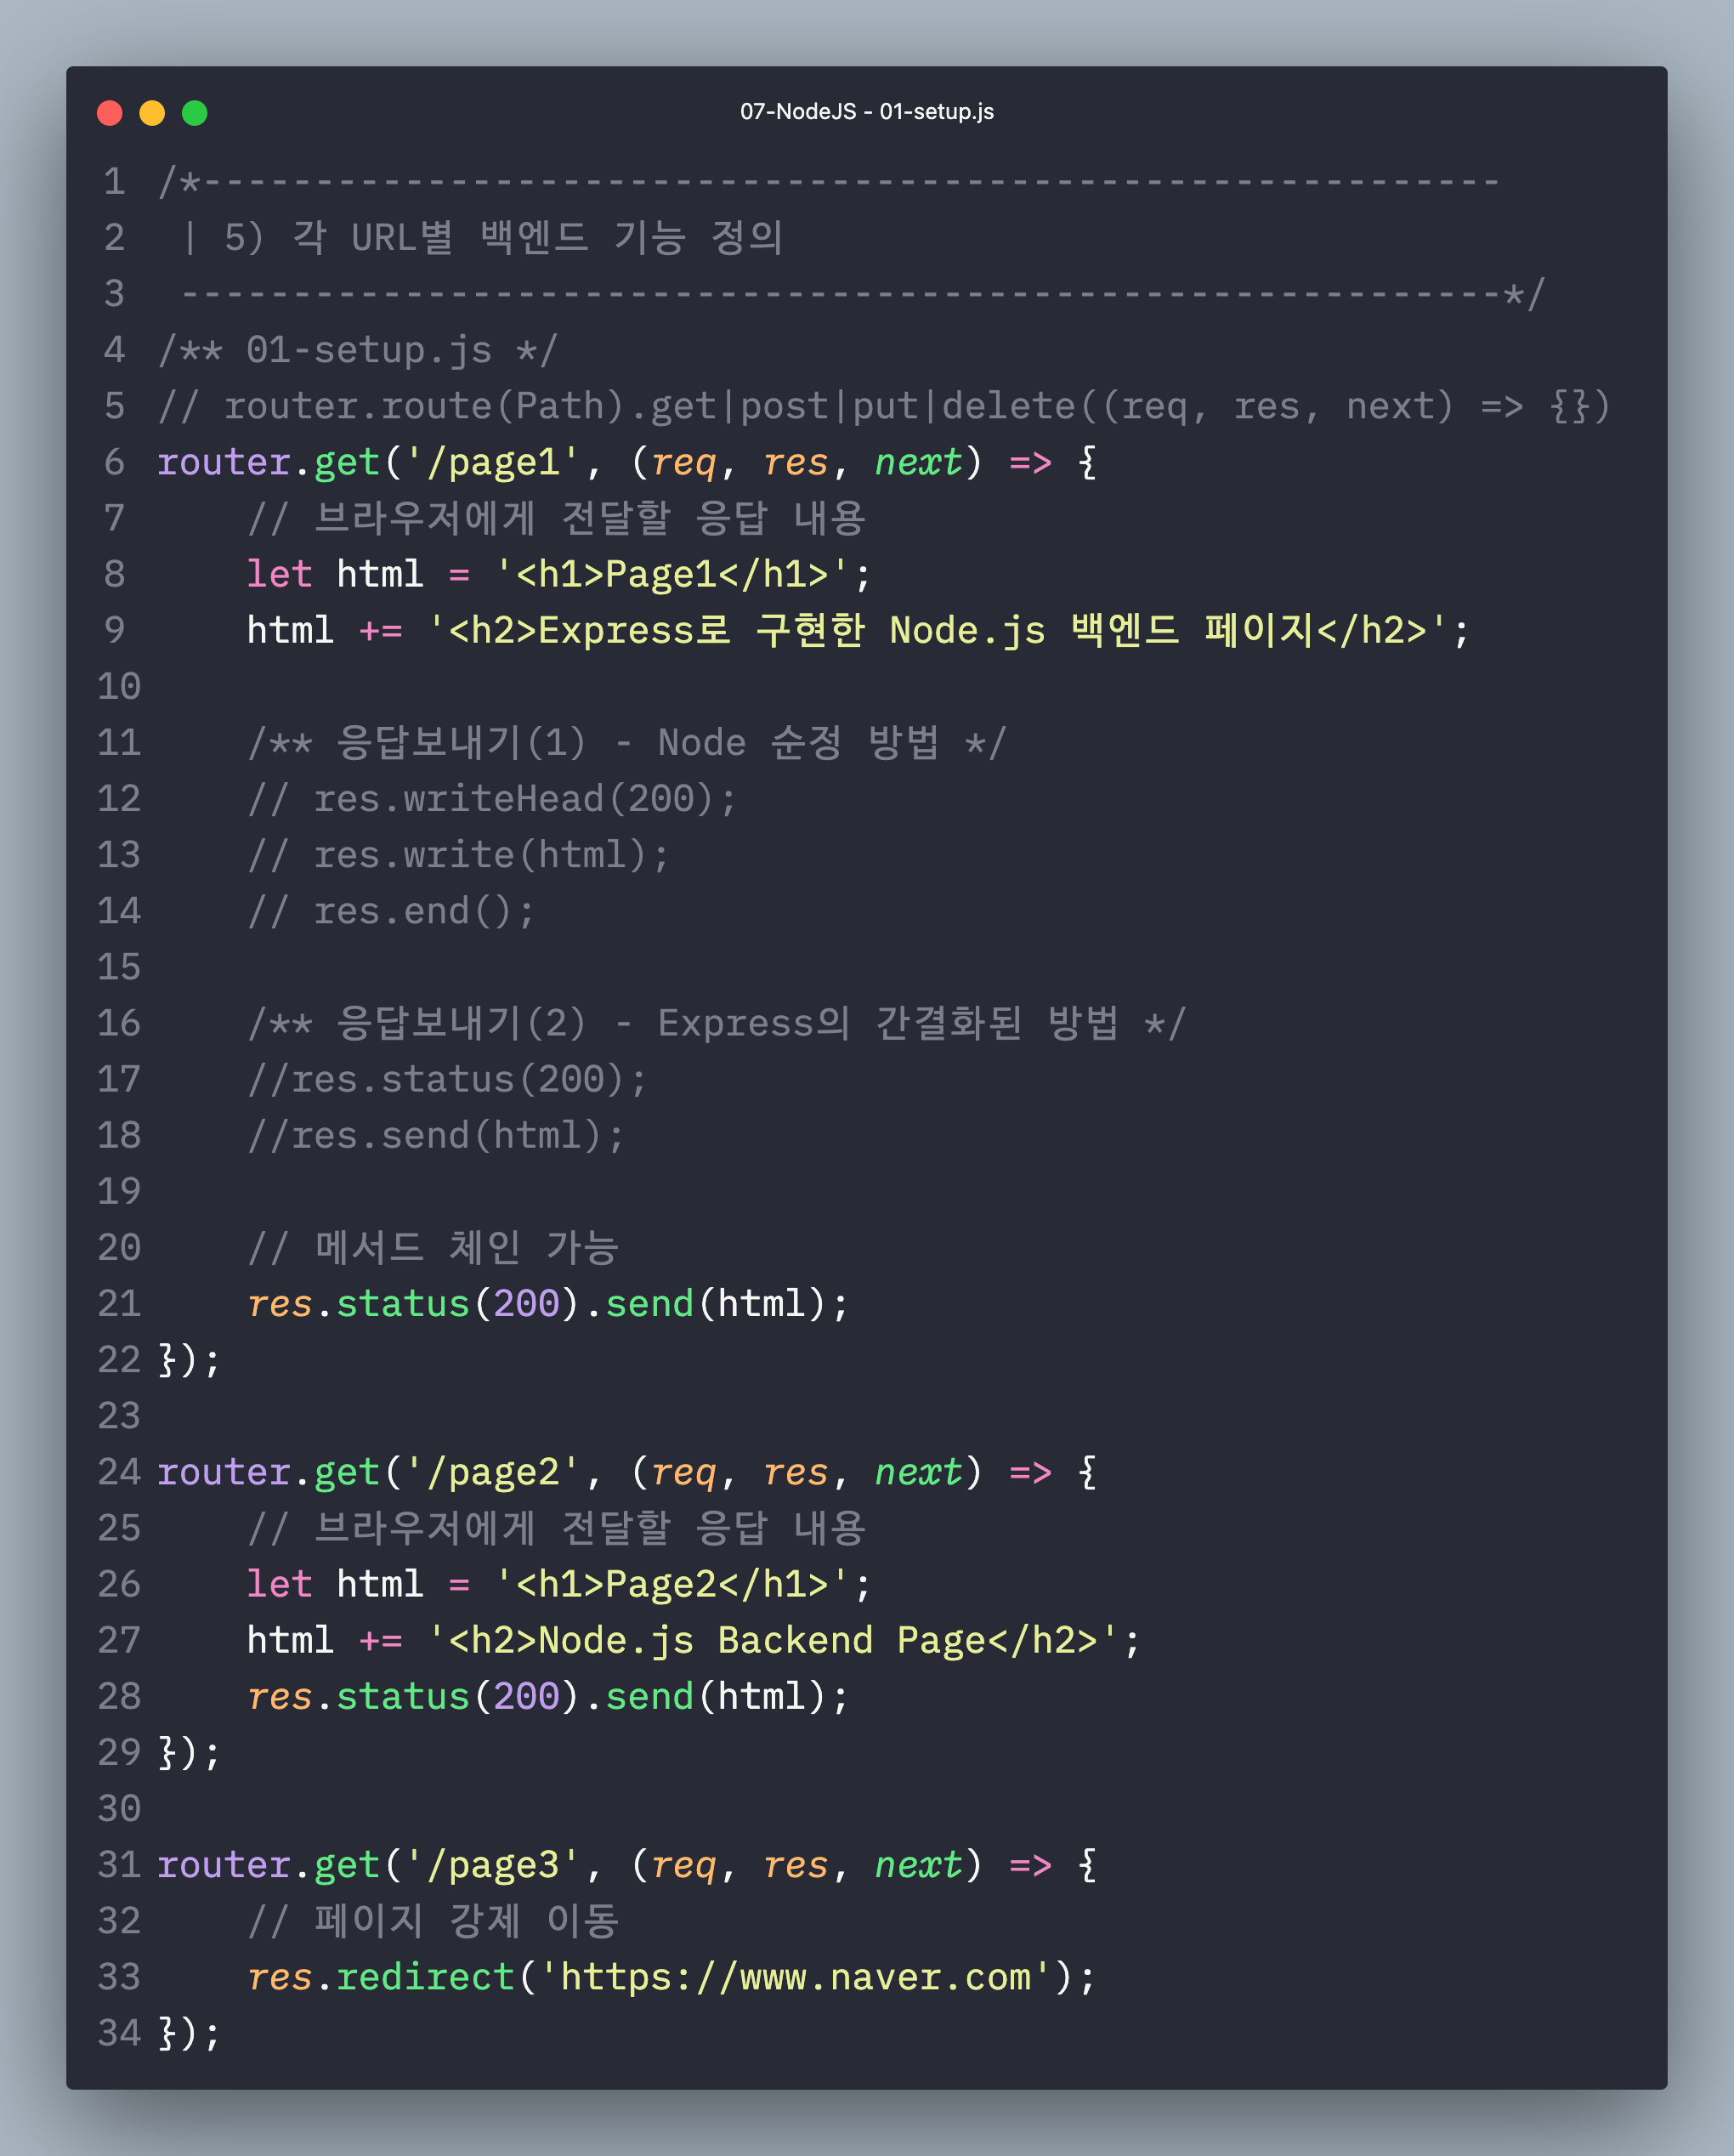 07-NodeJS - 01-setup.js
1 /*----------------------------------------------------------
2  | 5) 각 URL별 백엔드 기능 정의
3  -----------------------------------------------------------*/
4 /** 01-setup.js */
5 // router.route(Path).get|post|put|delete((req, res, next) => {})
6 router.get('/page1', (req, res, next) => {
7     // 브라우저에게 전달할 응답 내용
8     let html = '<h1>Page1</h1>';
9     html += '<h2>Express로 구현한 Node.js 백엔드 페이지</h2>';
10
11     /** 응답보내기(1) - Node 순정 방법 */
12     // res.writeHead(200);
13     // res.write(html);
14     // res.end();
15
16     /** 응답보내기(2) - Express의 간결화된 방법 */
17     //res.status(200);
18     //res.send(html);
19
20     // 메서드 체인 가능
21     res.status(200).send(html);
22 });
23
24 router.get('/page2', (req, res, next) => {
25     // 브라우저에게 전달할 응답 내용
26     let html = '<h1>Page2</h1>';
27     html += '<h2>Node.js Backend Page</h2>';
28     res.status(200).send(html);
29 });
30
31 router.get('/page3', (req, res, next) => {
32     // 페이지 강제 이동
33     res.redirect('https://www.naver.com');
34 });